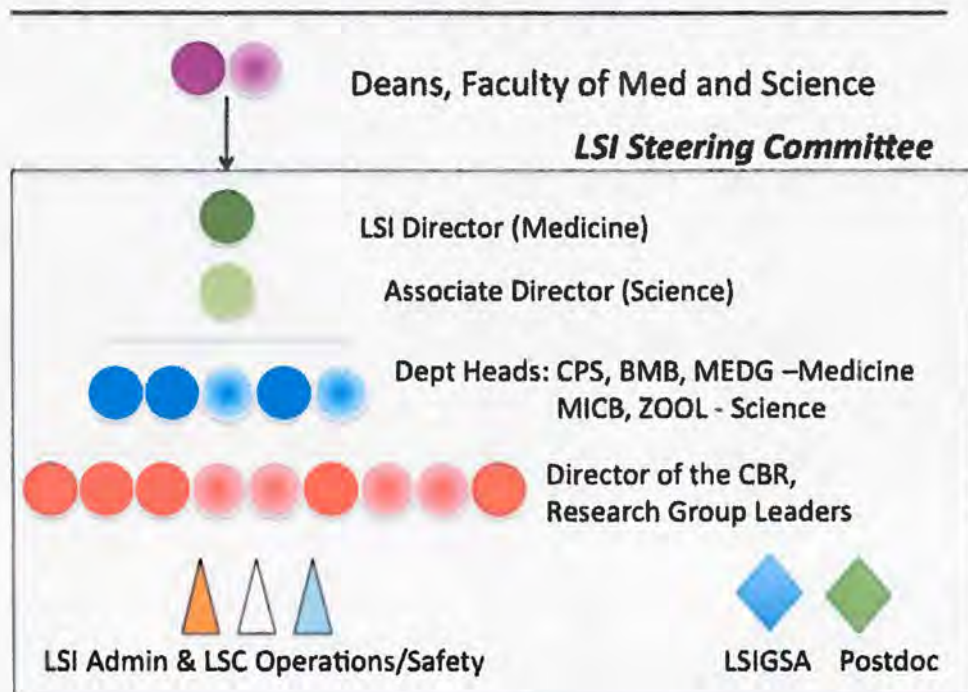 Deans, Faculty of Med and Science
LSI Steering Committee
LSI Director (Medicine)
Associate Director (Science)
Dept Heads: CPS, BMB, MEDG –Medicine
MICB, ZOOL - Science
Director of the CBR,
Research Group Leaders
LSI Admin & LSC Operations/Safety
LSIGSA Postdoc